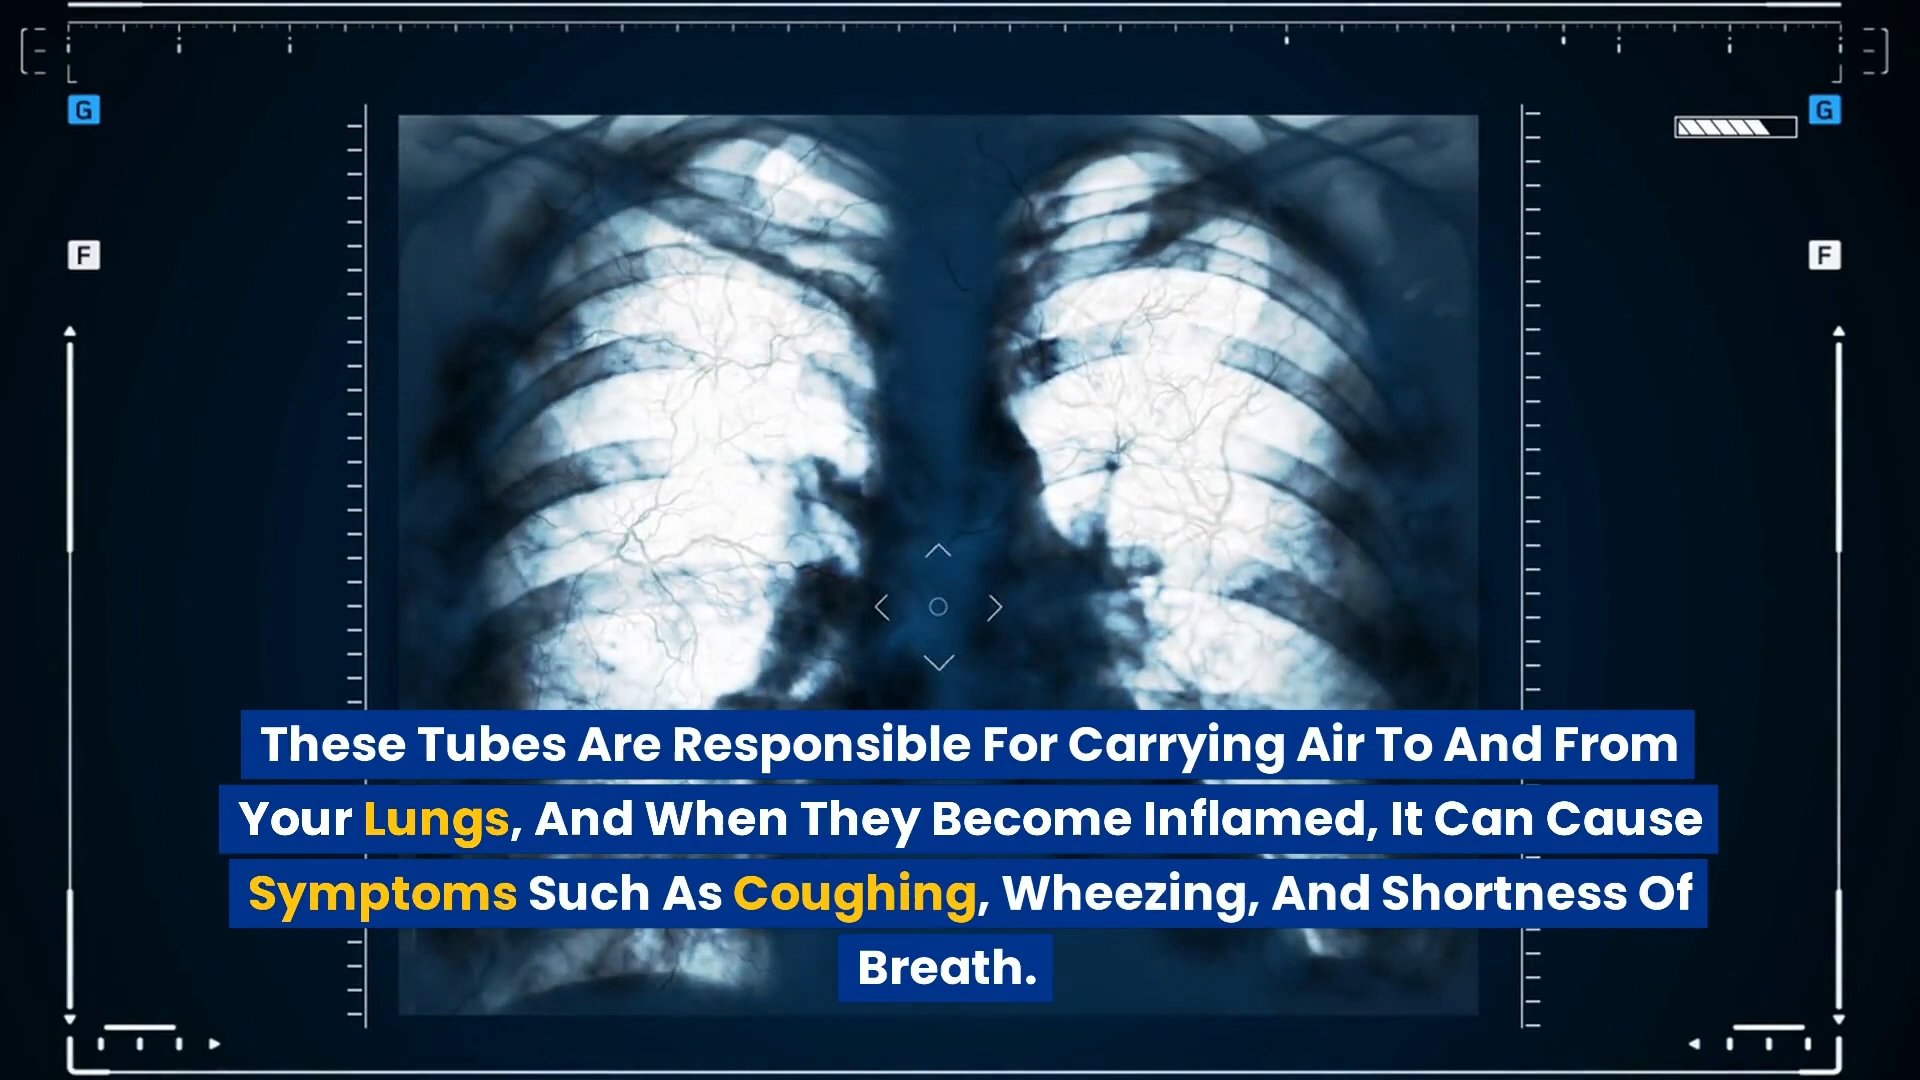 G
G
F
F
These Tubes Are Responsible For Carrying Air To And From
Your Lungs, And When They Become Inflamed, It Can Cause
Symptoms Such As Coughing, Wheezing, And Shortness Of
Breath.